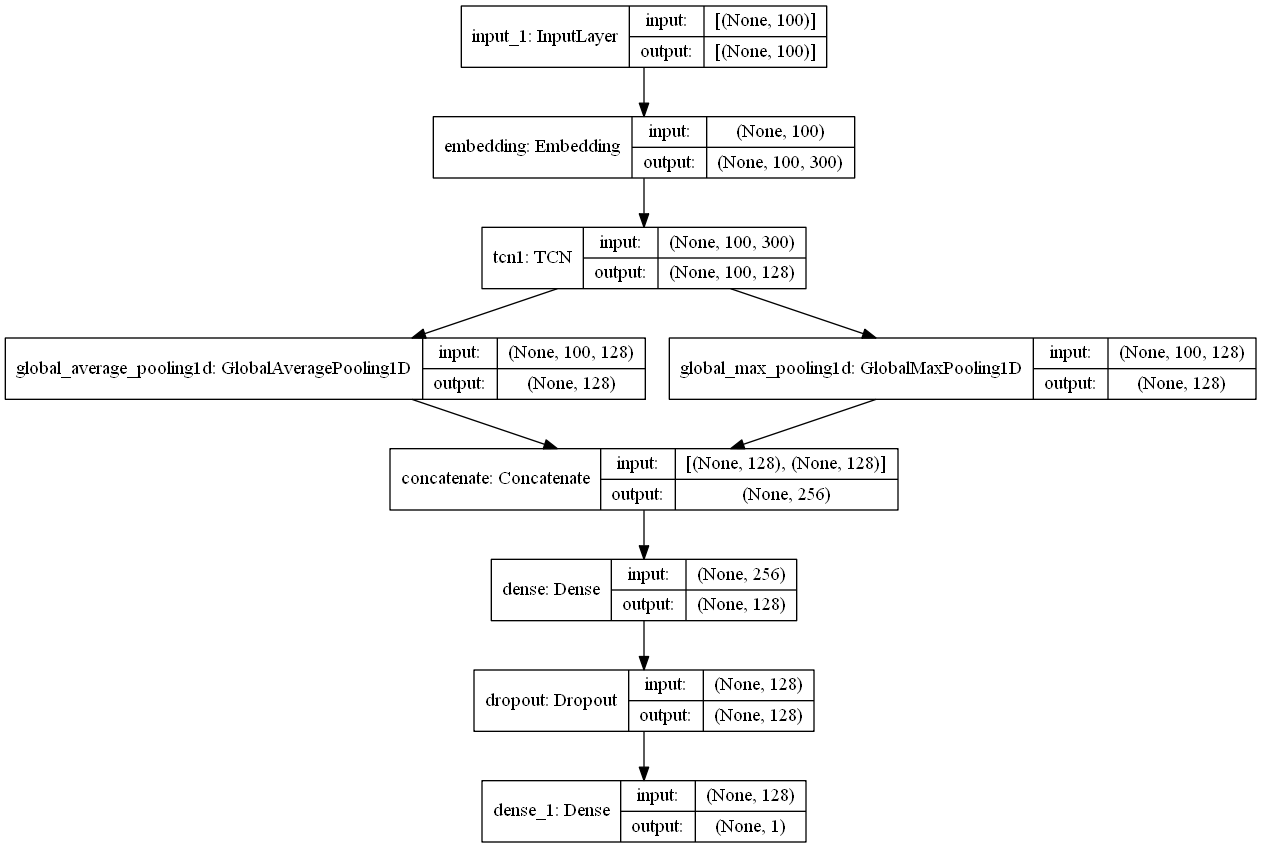 input_1: InputLayer
input: [(None, 100)]
output: [(None, 100)]
embedding: Embedding
input: (None, 100)
output: (None, 100, 300)
tcn1: TCN
input: (None, 100, 300)
output: (None, 100, 128)
global_average_pooling1d: GlobalAveragePooling1D
input: (None, 100, 128)
output: (None, 128)
global_max_pooling1d: GlobalMaxPooling1D
input: (None, 100, 128)
output: (None, 128)
concatenate: Concatenate
input: [(None, 128), (None, 128)]
output: (None, 256)
dense: Dense
input: (None, 256)
output: (None, 128)
dropout: Dropout
input: (None, 128)
output: (None, 128)
dense_1: Dense
input: (None, 128)
output: (None, 1)